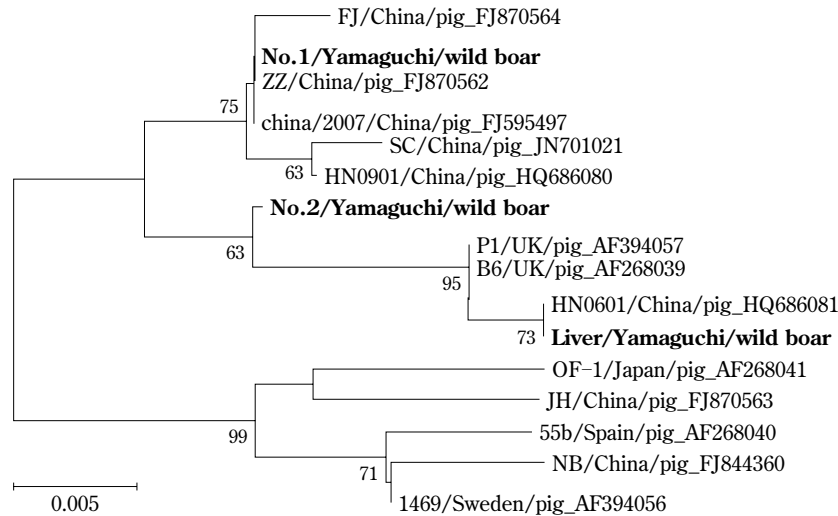 FJ/China/pig_FJ870564
No.1/Yamaguchi/wild boar
ZZ/China/pig_FJ870562
75
china/2007/China/pig_FJ595497
SC/China/pig_JN701021
63
HN0901/China/pig_HQ686080
No.2/Yamaguchi/wild boar
63
P1/UK/pig_AF394057
B6/UK/pig_AF268039
95
HN0601/China/pig_HQ686081
73
Liver/Yamaguchi/wild boar
OF-1/Japan/pig_AF268041
JH/China/pig_FJ870563
99
55b/Spain/pig_AF268040
71
NB/China/pig_FJ844360
1469/Sweden/pig_AF394056
0.005